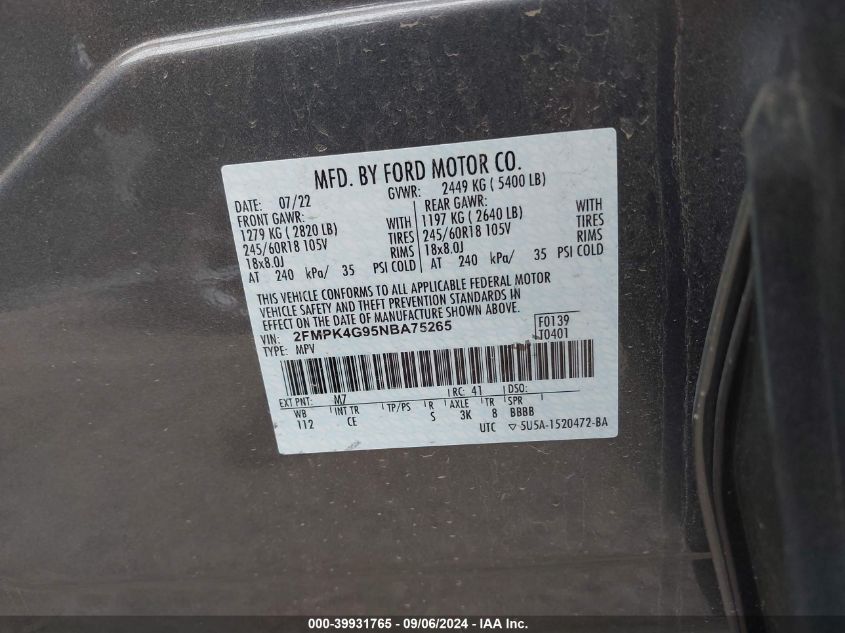 MFD. BY FORD MOTOR CO.
DATE: 07/22 GVWR: 2449 KG ( 5400 LB)
FRONT GAWR: REAR GAWR:
1279 KG ( 2820 LB) WITH 1197 KG ( 2640 LB) WITH
245/60R18 105V TIRES 245/60R18 105V TIRES
18x8.0J RIMS 18x8.0J RIMS
AT 240 kPa/ 35 PSI COLD AT 240 kPa/ 35 PSI COLD
THIS VEHICLE CONFORMS TO ALL APPLICABLE FEDERAL MOTOR
VEHICLE SAFETY AND THEFT PREVENTION STANDARDS IN
EFFECT ON THE DATE OF MANUFACTURE SHOWN ABOVE.
VIN: 2FMPK4G95NBA75265 F0139
TYPE: MPV T0401
EXT PNT: M7 RC: 41 DSO:
WB INT TR TP/PS R AXLE TR SPR
112 CE S 3K 8 BBBB
UTC ▽ 5U5A-1520472-BA
000-39931765 - 09/06/2024 - IAA Inc.